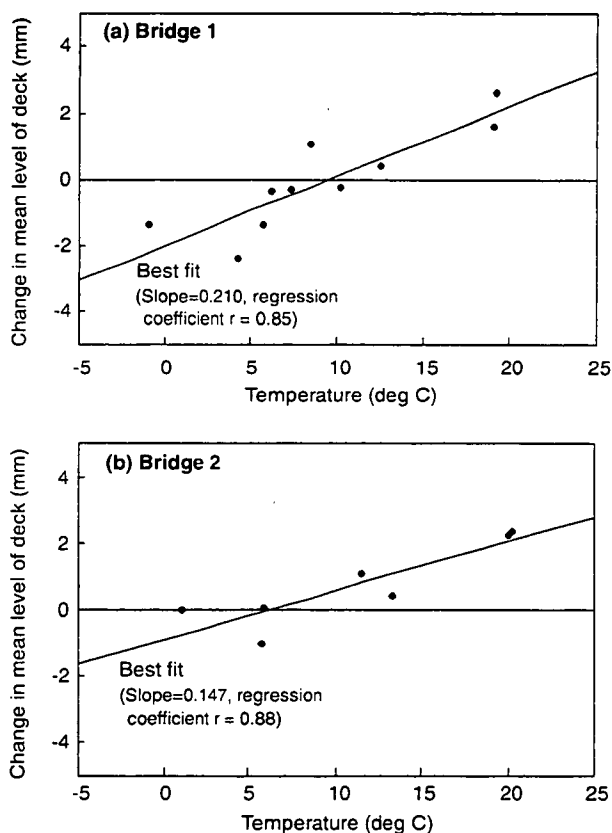 (a) Bridge 1
Change in mean level of deck (mm)
4
2
0
-2
-4
Best fit
(Slope=0.210, regression
coefficient r = 0.85)
-5 0 5 10 15 20 25
Temperature (deg C)
(b) Bridge 2
Change in mean level of deck (mm)
4
2
0
-2
-4
Best fit
(Slope=0.147, regression
coefficient r = 0.88)
-5 0 5 10 15 20 25
Temperature (deg C)